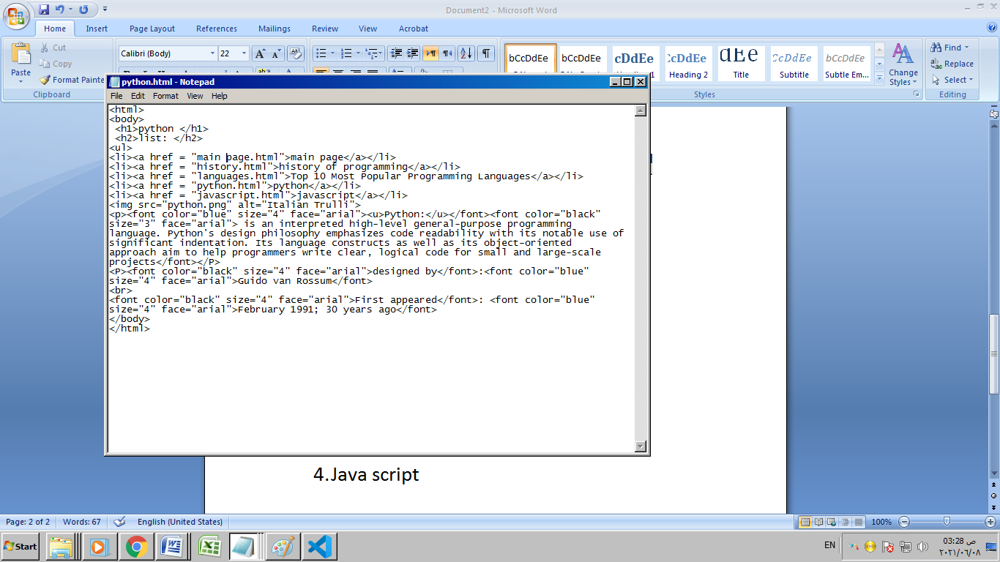 Document2 - Microsoft Word
Home Insert Page Layout References Mailings Review View Acrobat
Cut
Copy
Format Painte
Paste
Clipboard
Calibri (Body) 22
bCcDdEe bCcDdEe cDdEe CcDdEe dEe CcDdEe bCcDdEe
1 Heading 2 Title Subtitle Subtle Em...
Change
Styles
Styles
Find
Replace
Select
Editing
python.html - Notepad
File Edit Format View Help
<html>
<body>
 <h1>python </h1>
 <h2>list: </h2>
<ul>
<li><a href = "main page.html">main page</a></li>
<li><a href = "history.html">history of programming</a></li>
<li><a href = "languages.html">Top 10 Most Popular Programming Languages</a></li>
<li><a href = "python.html">python</a></li>
<li><a href = "javascript.html">javascript</a></li>
<img src="python.png" alt="Italian Trulli">
<p><font color="blue" size="4" face="arial"><u>Python:</u></font><font color="black"
size="3" face="arial"> is an interpreted high-level general-purpose programming
language. Python's design philosophy emphasizes code readability with its notable use of
significant indentation. Its language constructs as well as its object-oriented
approach aim to help programmers write clear, logical code for small and large-scale
projects</font></P>
<P><font color="black" size="4" face="arial">designed by</font>:<font color="blue"
size="4" face="arial">Guido van Rossum</font>
<br>
<font color="black" size="4" face="arial">First appeared</font>: <font color="blue"
size="4" face="arial">February 1991; 30 years ago</font>
</body>
</html>
4.Java script
Page: 2 of 2 Words: 67 English (United States) 100%
Start
EN
03:28 ص
٢٠٢١/٠٦/٠٨